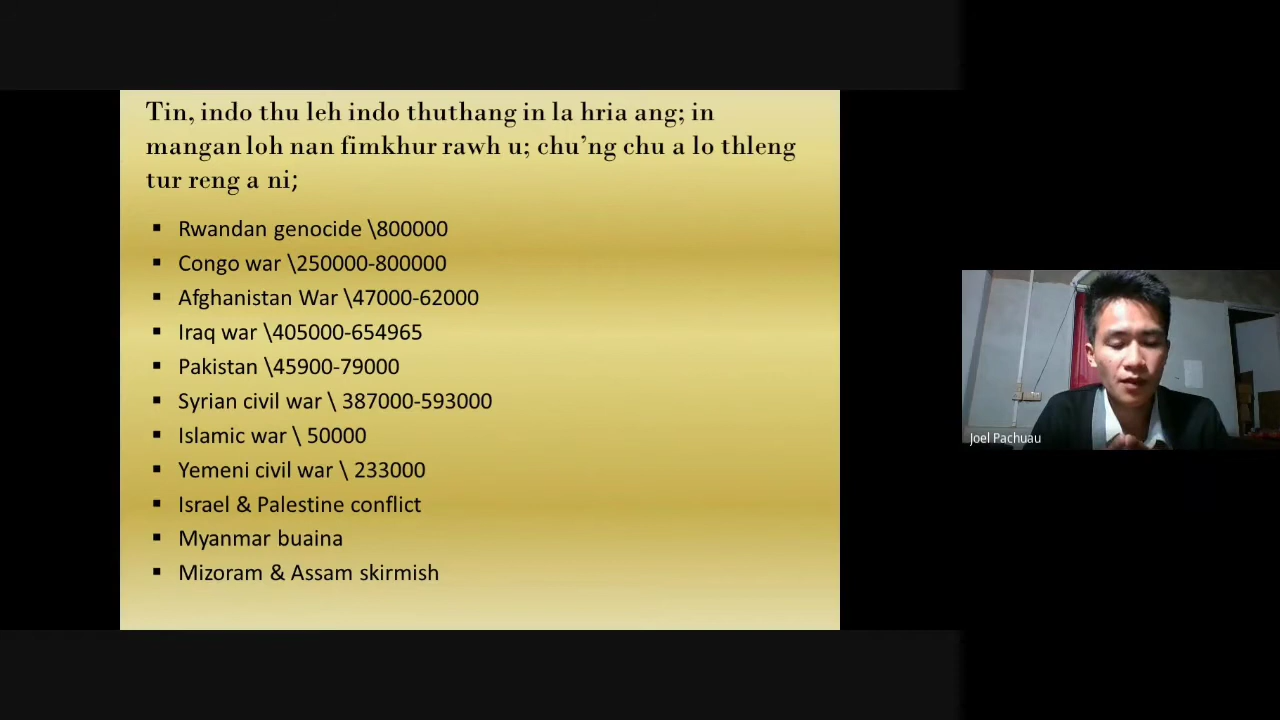 Tin, indo thu leh indo thuthang in la hria ang; in
mangan loh nan fimkhur rawh u; chu’ng chu a lo thleng
tur reng a ni;
▪ Rwandan genocide \800000
▪ Congo war \250000-800000
▪ Afghanistan War \47000-62000
▪ Iraq war \405000-654965
▪ Pakistan \45900-79000
▪ Syrian civil war \ 387000-593000
▪ Islamic war \ 50000
▪ Yemeni civil war \ 233000
▪ Israel & Palestine conflict
▪ Myanmar buaina
▪ Mizoram & Assam skirmish
Joel Pachuau